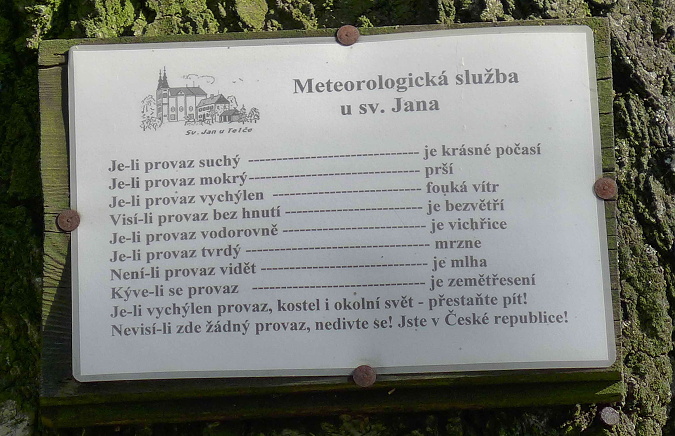 Meteorologická služba
u sv. Jana
Sv. Jan u Telče
Je-li provaz suchý ------------------------------ je krásné počasí
Je-li provaz mokrý------------------------------ prší
Je-li provaz vychýlen -------------------------- fouká vítr
Visí-li provaz bez hnutí ------------------------ je bezvětří
Je-li provaz vodorovně ------------------------- je vichřice
Je-li provaz tvrdý-------------------------------- mrzne
Není-li provaz vidět ----------------------------- je mlha
Kýve-li se provaz ------------------------------ je zemětřesení
Je-li vychýlen provaz, kostel i okolní svět - přestaňte pít!
Nevisí-li zde žádný provaz, nedivte se! Jste v České republice!